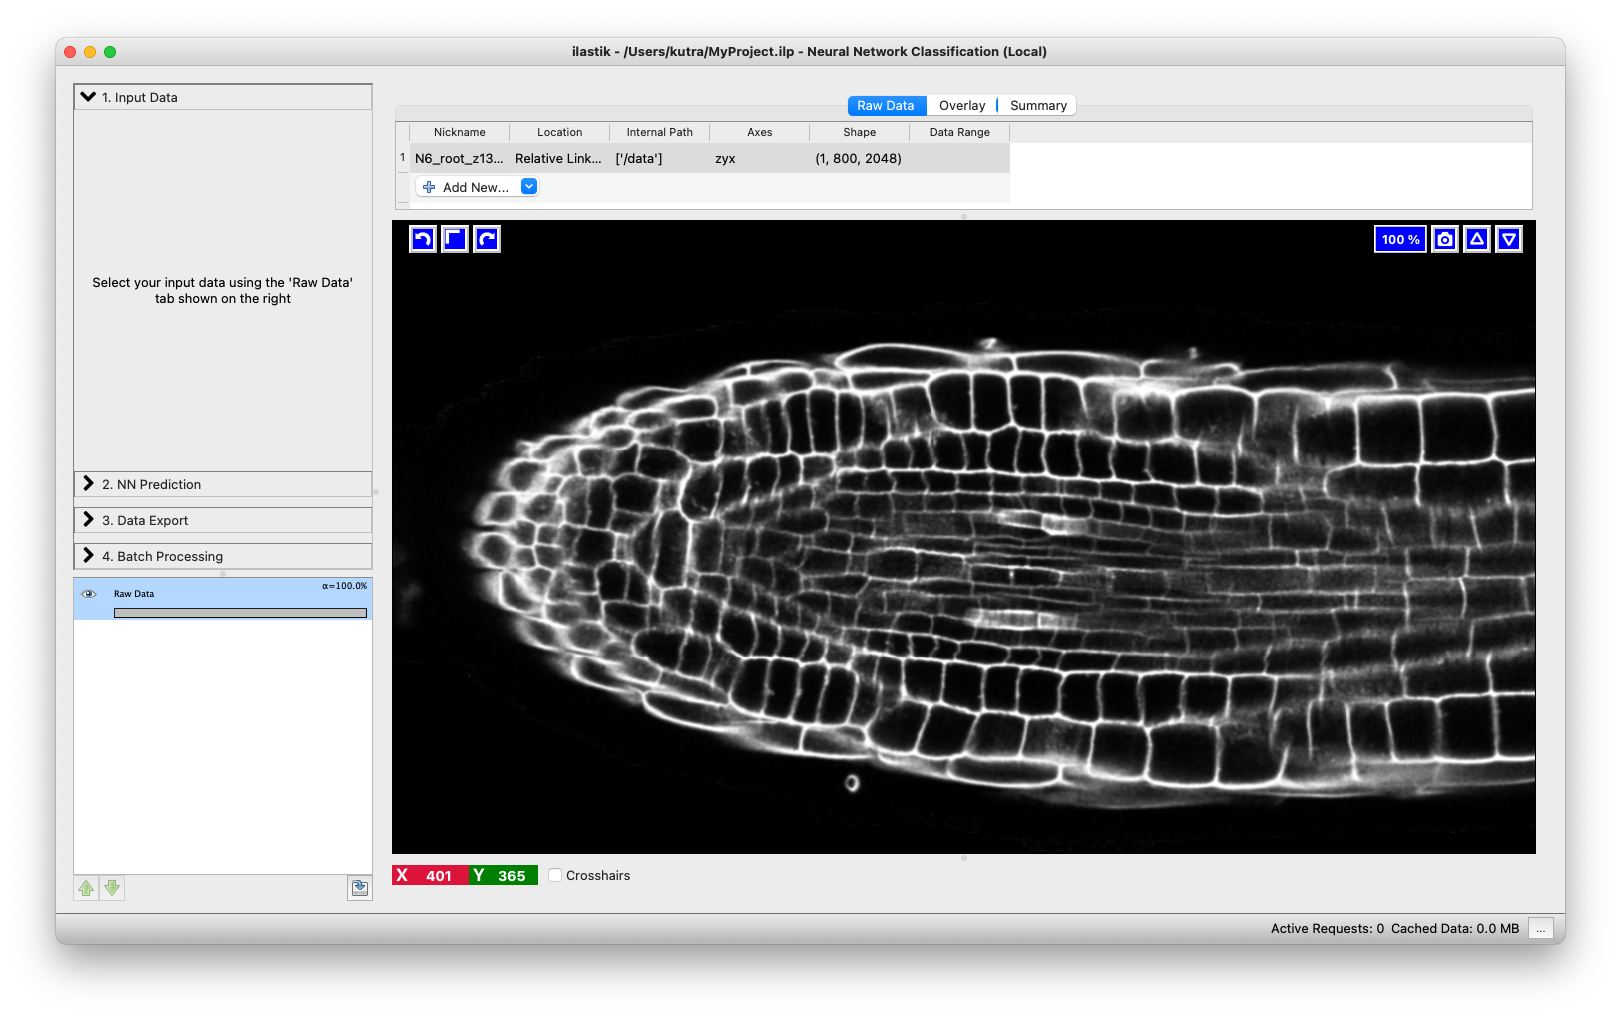 ilastik - /Users/kutra/MyProject.ilp - Neural Network Classification (Local)
1. Input Data
Select your input data using the 'Raw Data'
tab shown on the right
2. NN Prediction
3. Data Export
4. Batch Processing
α=100.0%
Raw Data
Raw Data Overlay Summary
Nickname Location Internal Path Axes Shape Data Range
1 N6_root_z13... Relative Link... ['/data'] zyx (1, 800, 2048)
Add New...
100 %
X 401 Y 365 Crosshairs
Active Requests: 0 Cached Data: 0.0 MB ...